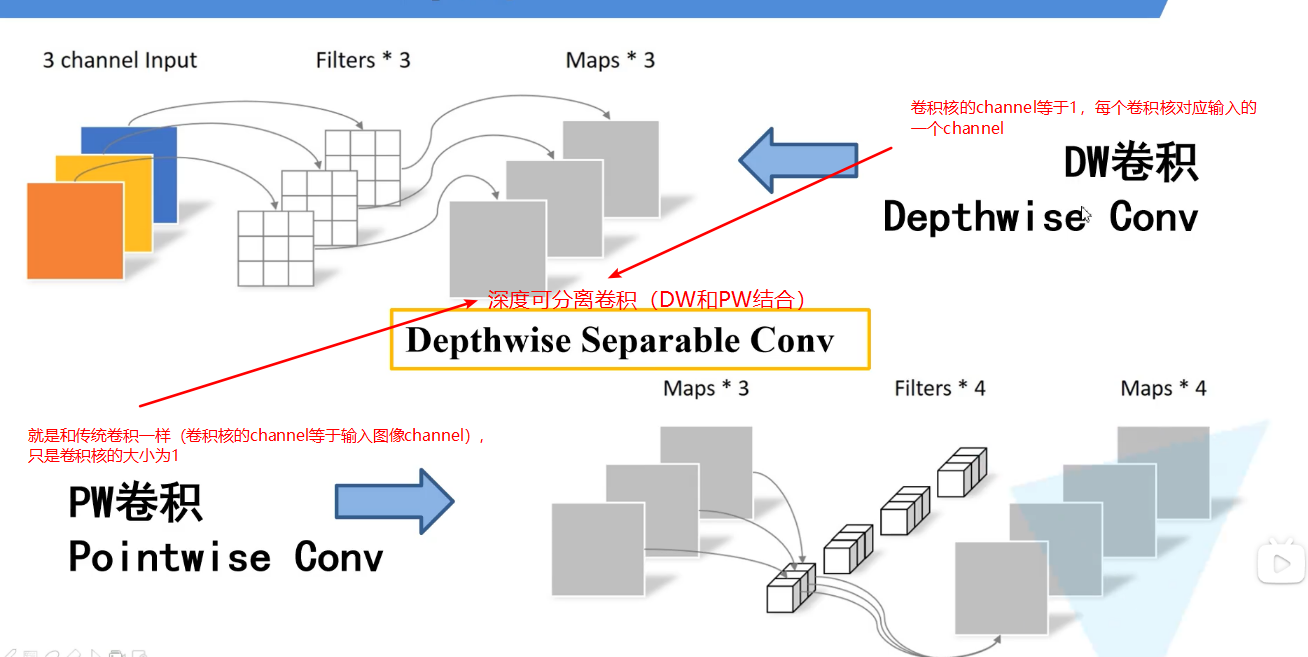 3 channel Input
Filters * 3
Maps * 3
卷积核的channel等于1，每个卷积核对应输入的
一个channel
DW卷积
Depthwise Conv
深度可分离卷积（DW和PW结合）
Depthwise Separable Conv
Maps * 3
Filters * 4
Maps * 4
就是和传统卷积一样（卷积核的channel等于输入图像channel），
只是卷积核的大小为1
PW卷积
Pointwise Conv